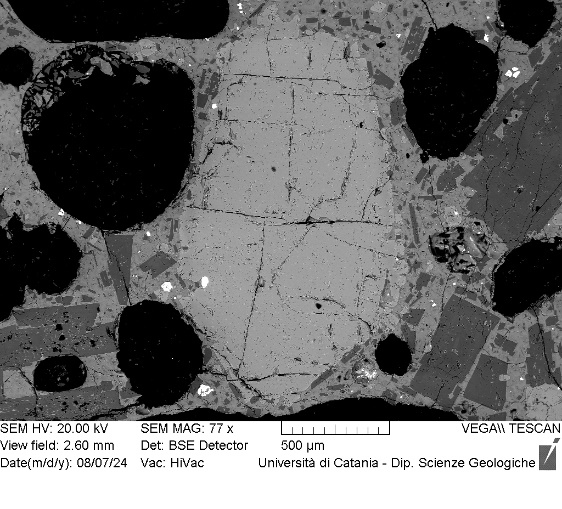 SEM HV: 20.00 kV SEM MAG: 77 x VEGA\\ TESCAN
View field: 2.60 mm Det: BSE Detector 500 µm
Date(m/d/y): 08/07/24 Vac: HiVac Università di Catania - Dip. Scienze Geologiche